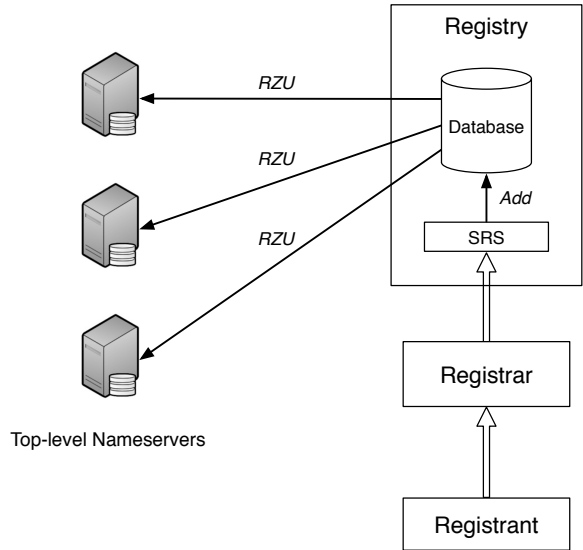 Registry
RZU
Database
RZU
Add
RZU
SRS
Registrar
Top-level Nameservers
Registrant